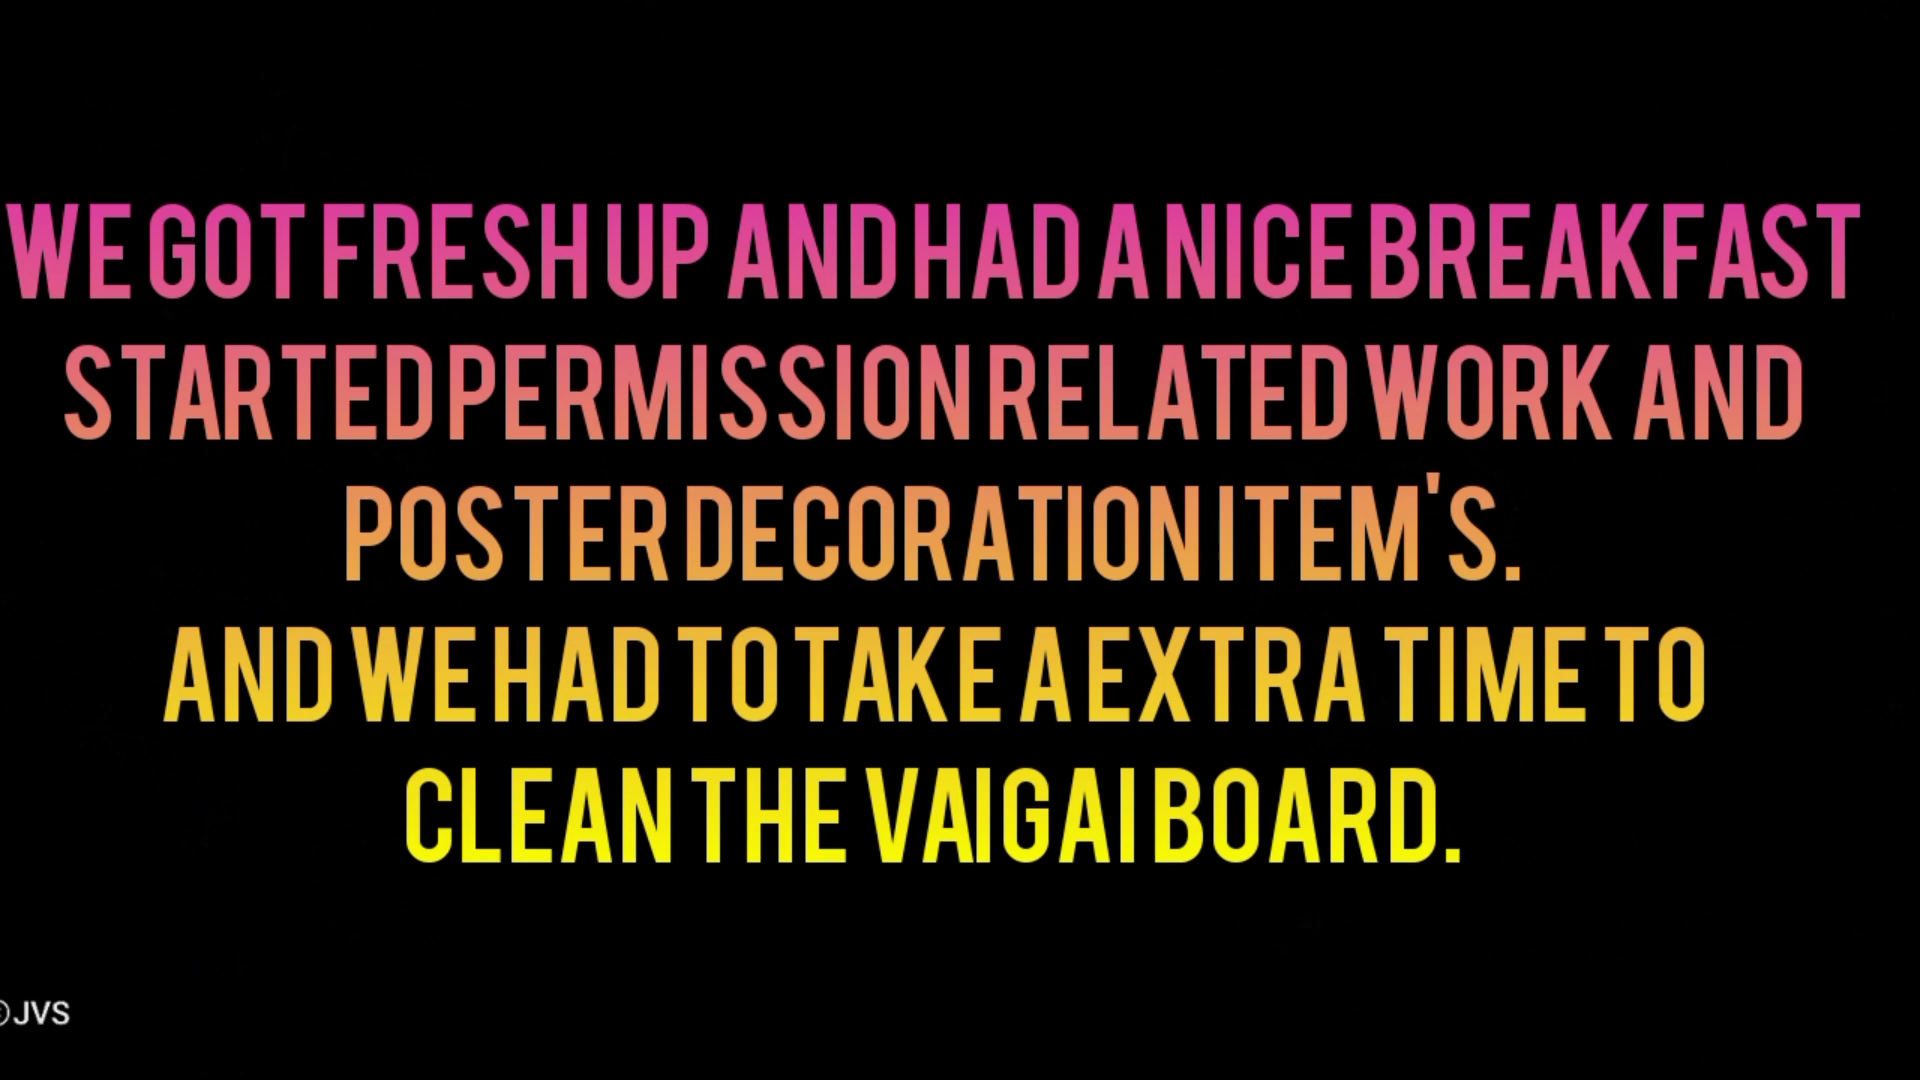 WE GOT FRESH UP AND HAD A NICE BREAKFAST
STARTED PERMISSION RELATED WORK AND
POSTER DECORATION ITEM'S.
AND WE HAD TO TAKE A EXTRA TIME TO
CLEAN THE VAIGAI BOARD.
©JVS